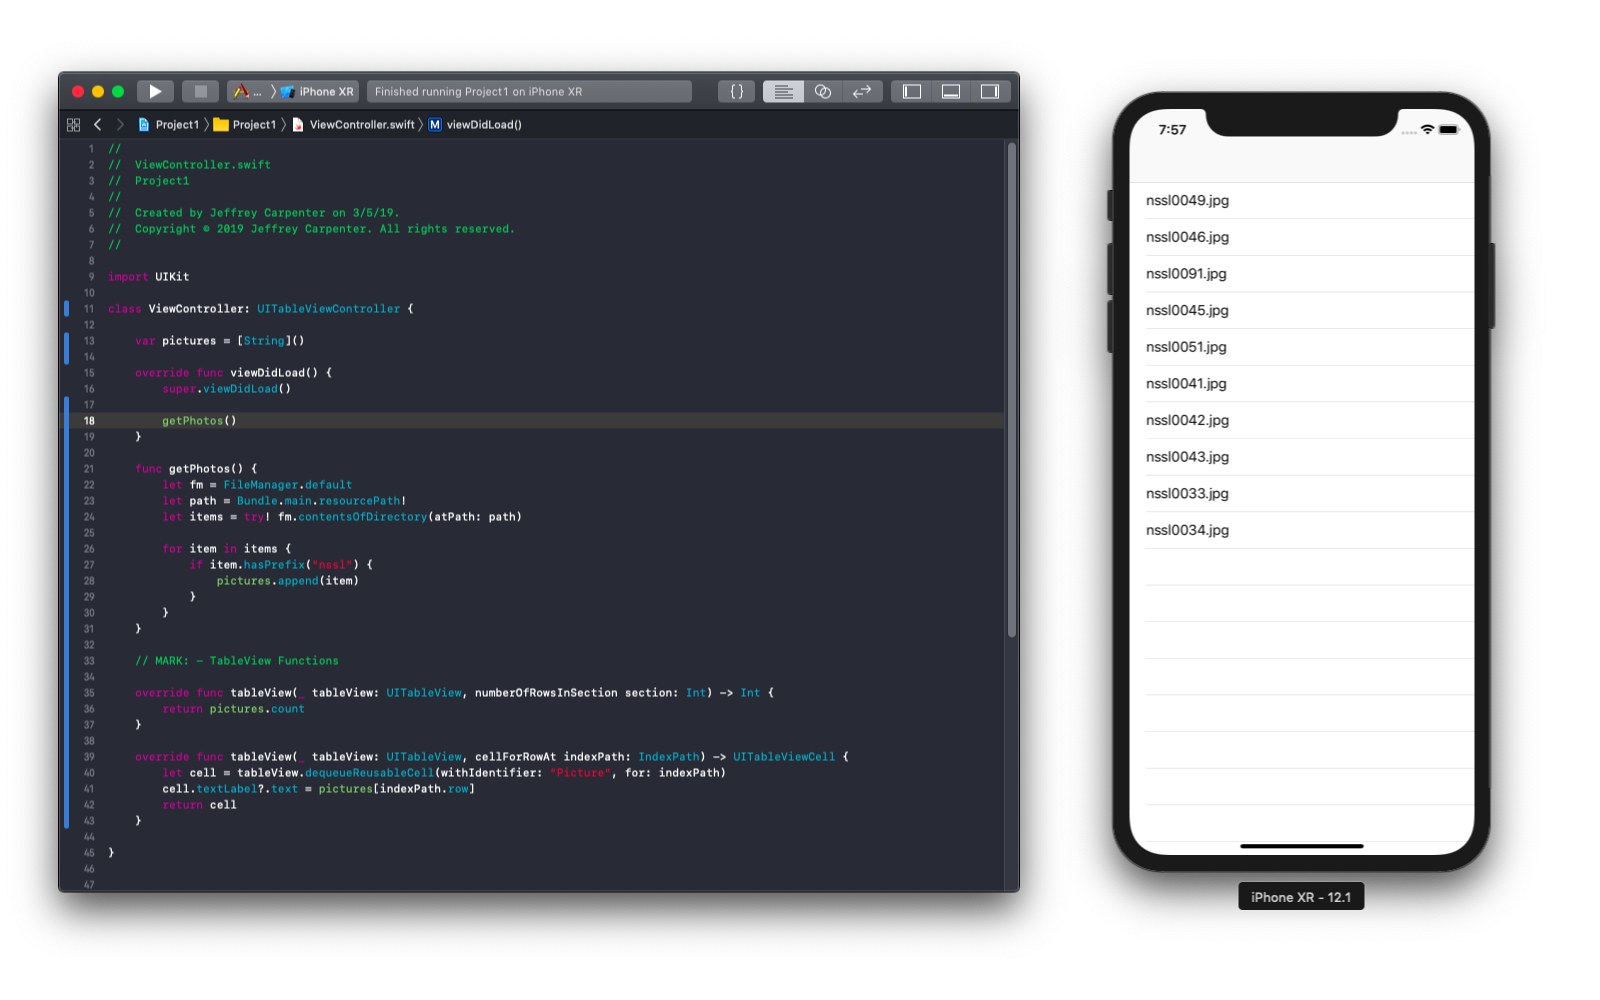 ... iPhone XR Finished running Project1 on iPhone XR { }
Project1 Project1 ViewController.swift M viewDidLoad()
1 //
2 //  ViewController.swift
3 //  Project1
4 //
5 //  Created by Jeffrey Carpenter on 3/5/19.
6 //  Copyright © 2019 Jeffrey Carpenter. All rights reserved.
7 //
8
9 import UIKit
10
11 class ViewController: UITableViewController {
12
13     var pictures = [String]()
14
15     override func viewDidLoad() {
16         super.viewDidLoad()
17
18         getPhotos()
19     }
20
21     func getPhotos() {
22         let fm = FileManager.default
23         let path = Bundle.main.resourcePath!
24         let items = try! fm.contentsOfDirectory(atPath: path)
25
26         for item in items {
27             if item.hasPrefix("nssl") {
28                 pictures.append(item)
29             }
30         }
31     }
32
33     // MARK: - TableView Functions
34
35     override func tableView(_ tableView: UITableView, numberOfRowsInSection section: Int) -> Int {
36         return pictures.count
37     }
38
39     override func tableView(_ tableView: UITableView, cellForRowAt indexPath: IndexPath) -> UITableViewCell {
40         let cell = tableView.dequeueReusableCell(withIdentifier: "Picture", for: indexPath)
41         cell.textLabel?.text = pictures[indexPath.row]
42         return cell
43     }
44
45 }
46
47
7:57
nssl0049.jpg
nssl0046.jpg
nssl0091.jpg
nssl0045.jpg
nssl0051.jpg
nssl0041.jpg
nssl0042.jpg
nssl0043.jpg
nssl0033.jpg
nssl0034.jpg
iPhone XR - 12.1